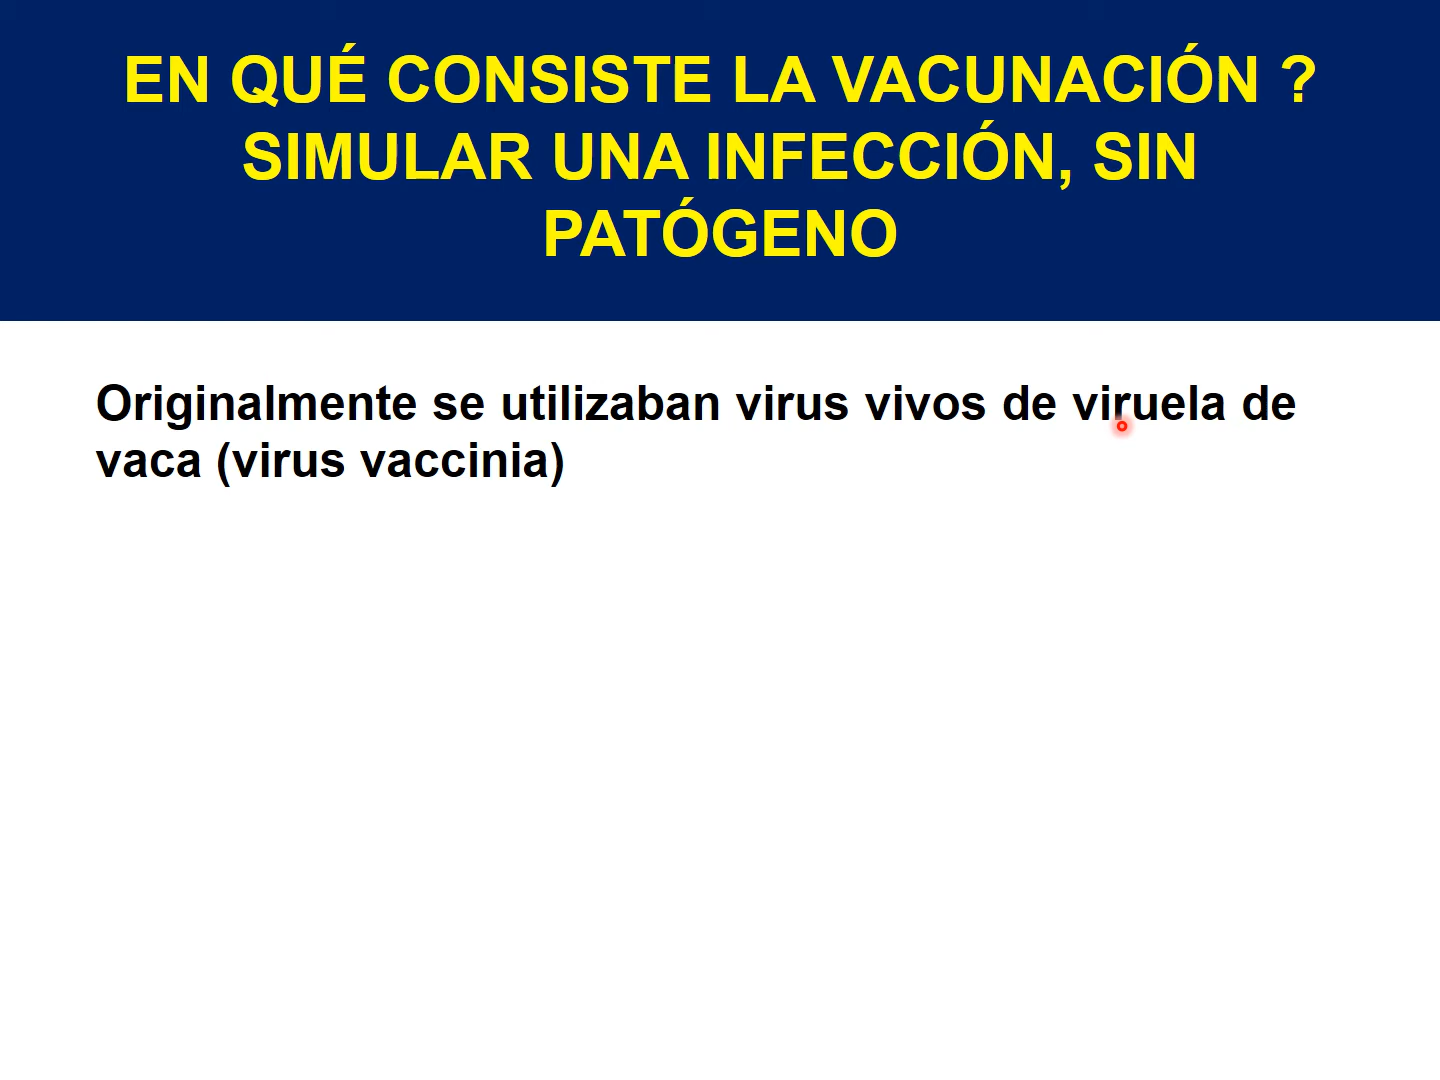 EN QUÉ CONSISTE LA VACUNACIÓN ?
SIMULAR UNA INFECCIÓN, SIN
PATÓGENO
Originalmente se utilizaban virus vivos de viruela de
vaca (virus vaccinia)